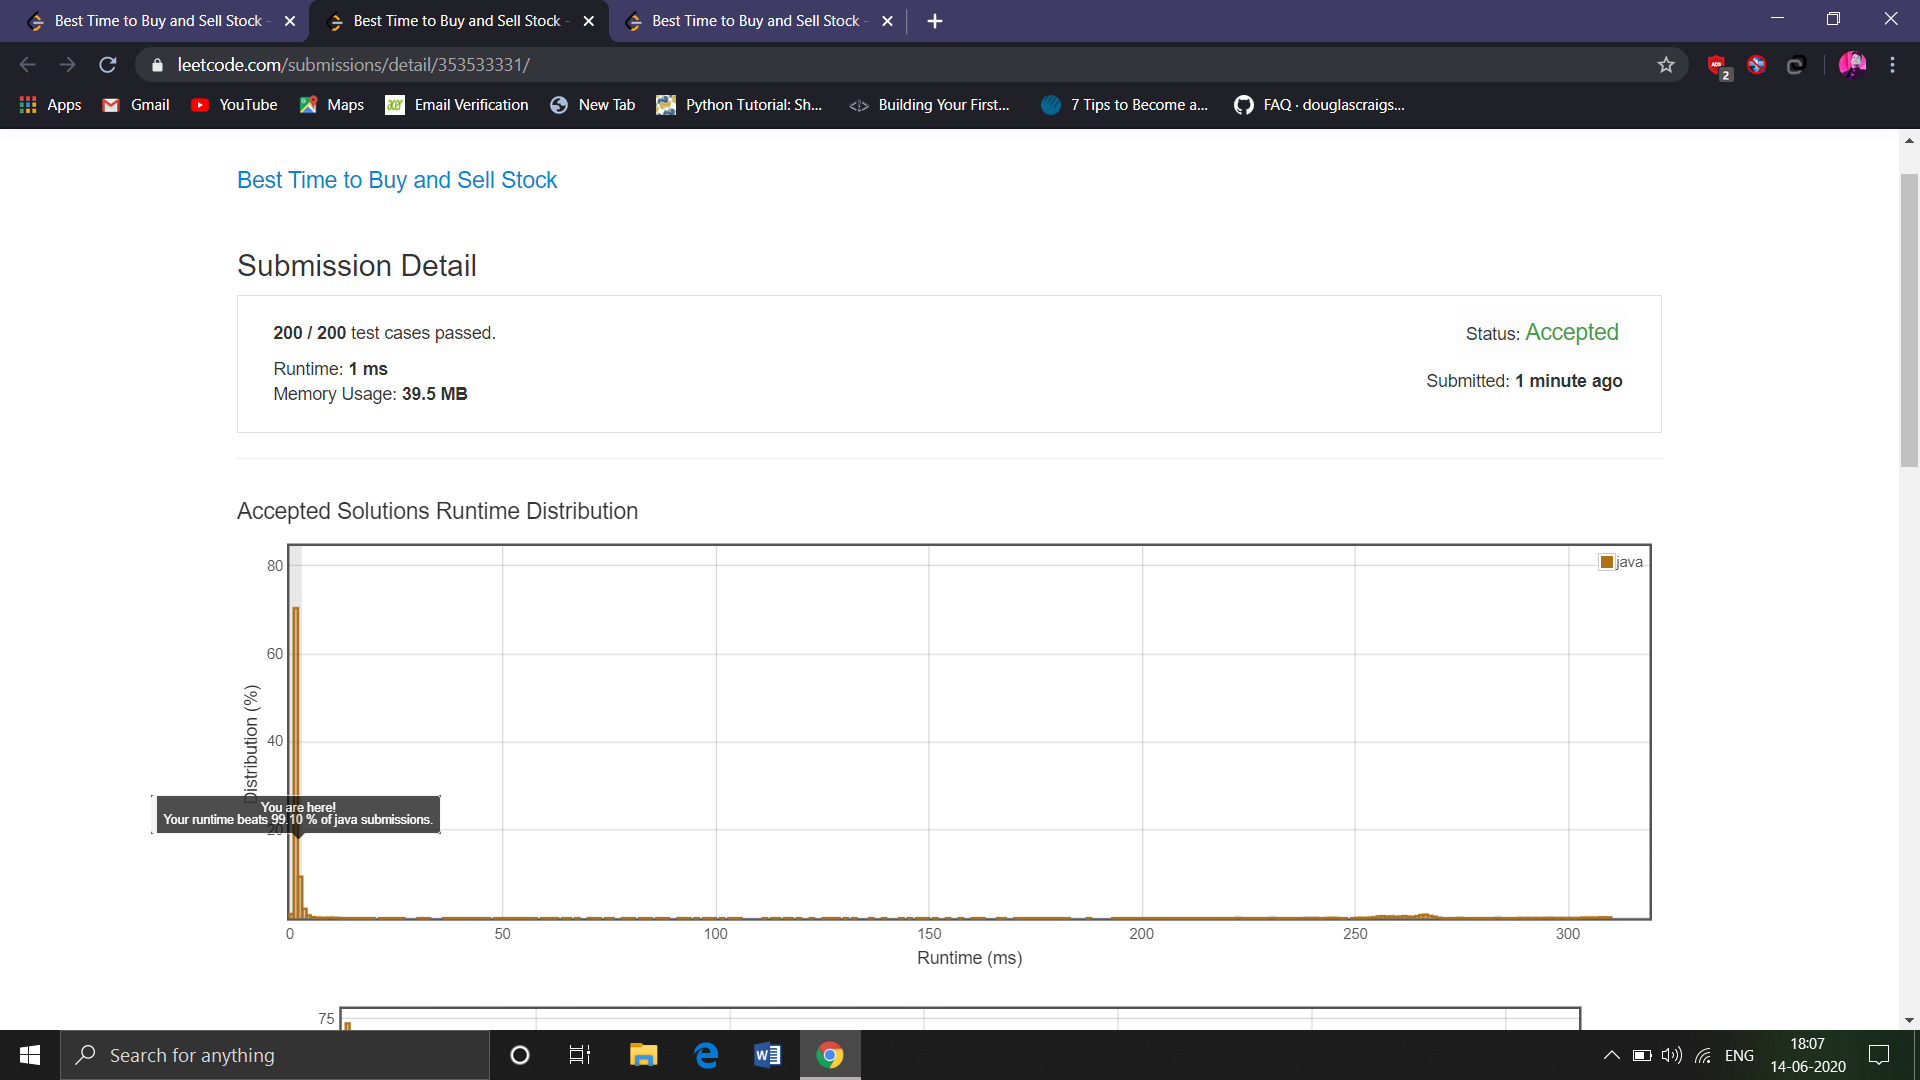 Best Time to Buy and Sell Stock -
Best Time to Buy and Sell Stock -
Best Time to Buy and Sell Stock -
leetcode.com/submissions/detail/353533331/
ADS
2
Apps
Gmail
YouTube
Maps
acer
Email Verification
New Tab
Python Tutorial: Sh...
Building Your First...
7 Tips to Become a...
FAQ · douglascraigs...
Best Time to Buy and Sell Stock
Submission Detail
200 / 200 test cases passed.
Status: Accepted
Runtime: 1 ms
Submitted: 1 minute ago
Memory Usage: 39.5 MB
Accepted Solutions Runtime Distribution
java
80
60
40
20
Distribution (%)
You are here!
Your runtime beats 99.10 % of java submissions.
0
50
100
150
200
250
300
Runtime (ms)
75
Search for anything
ENG
18:07
14-06-2020